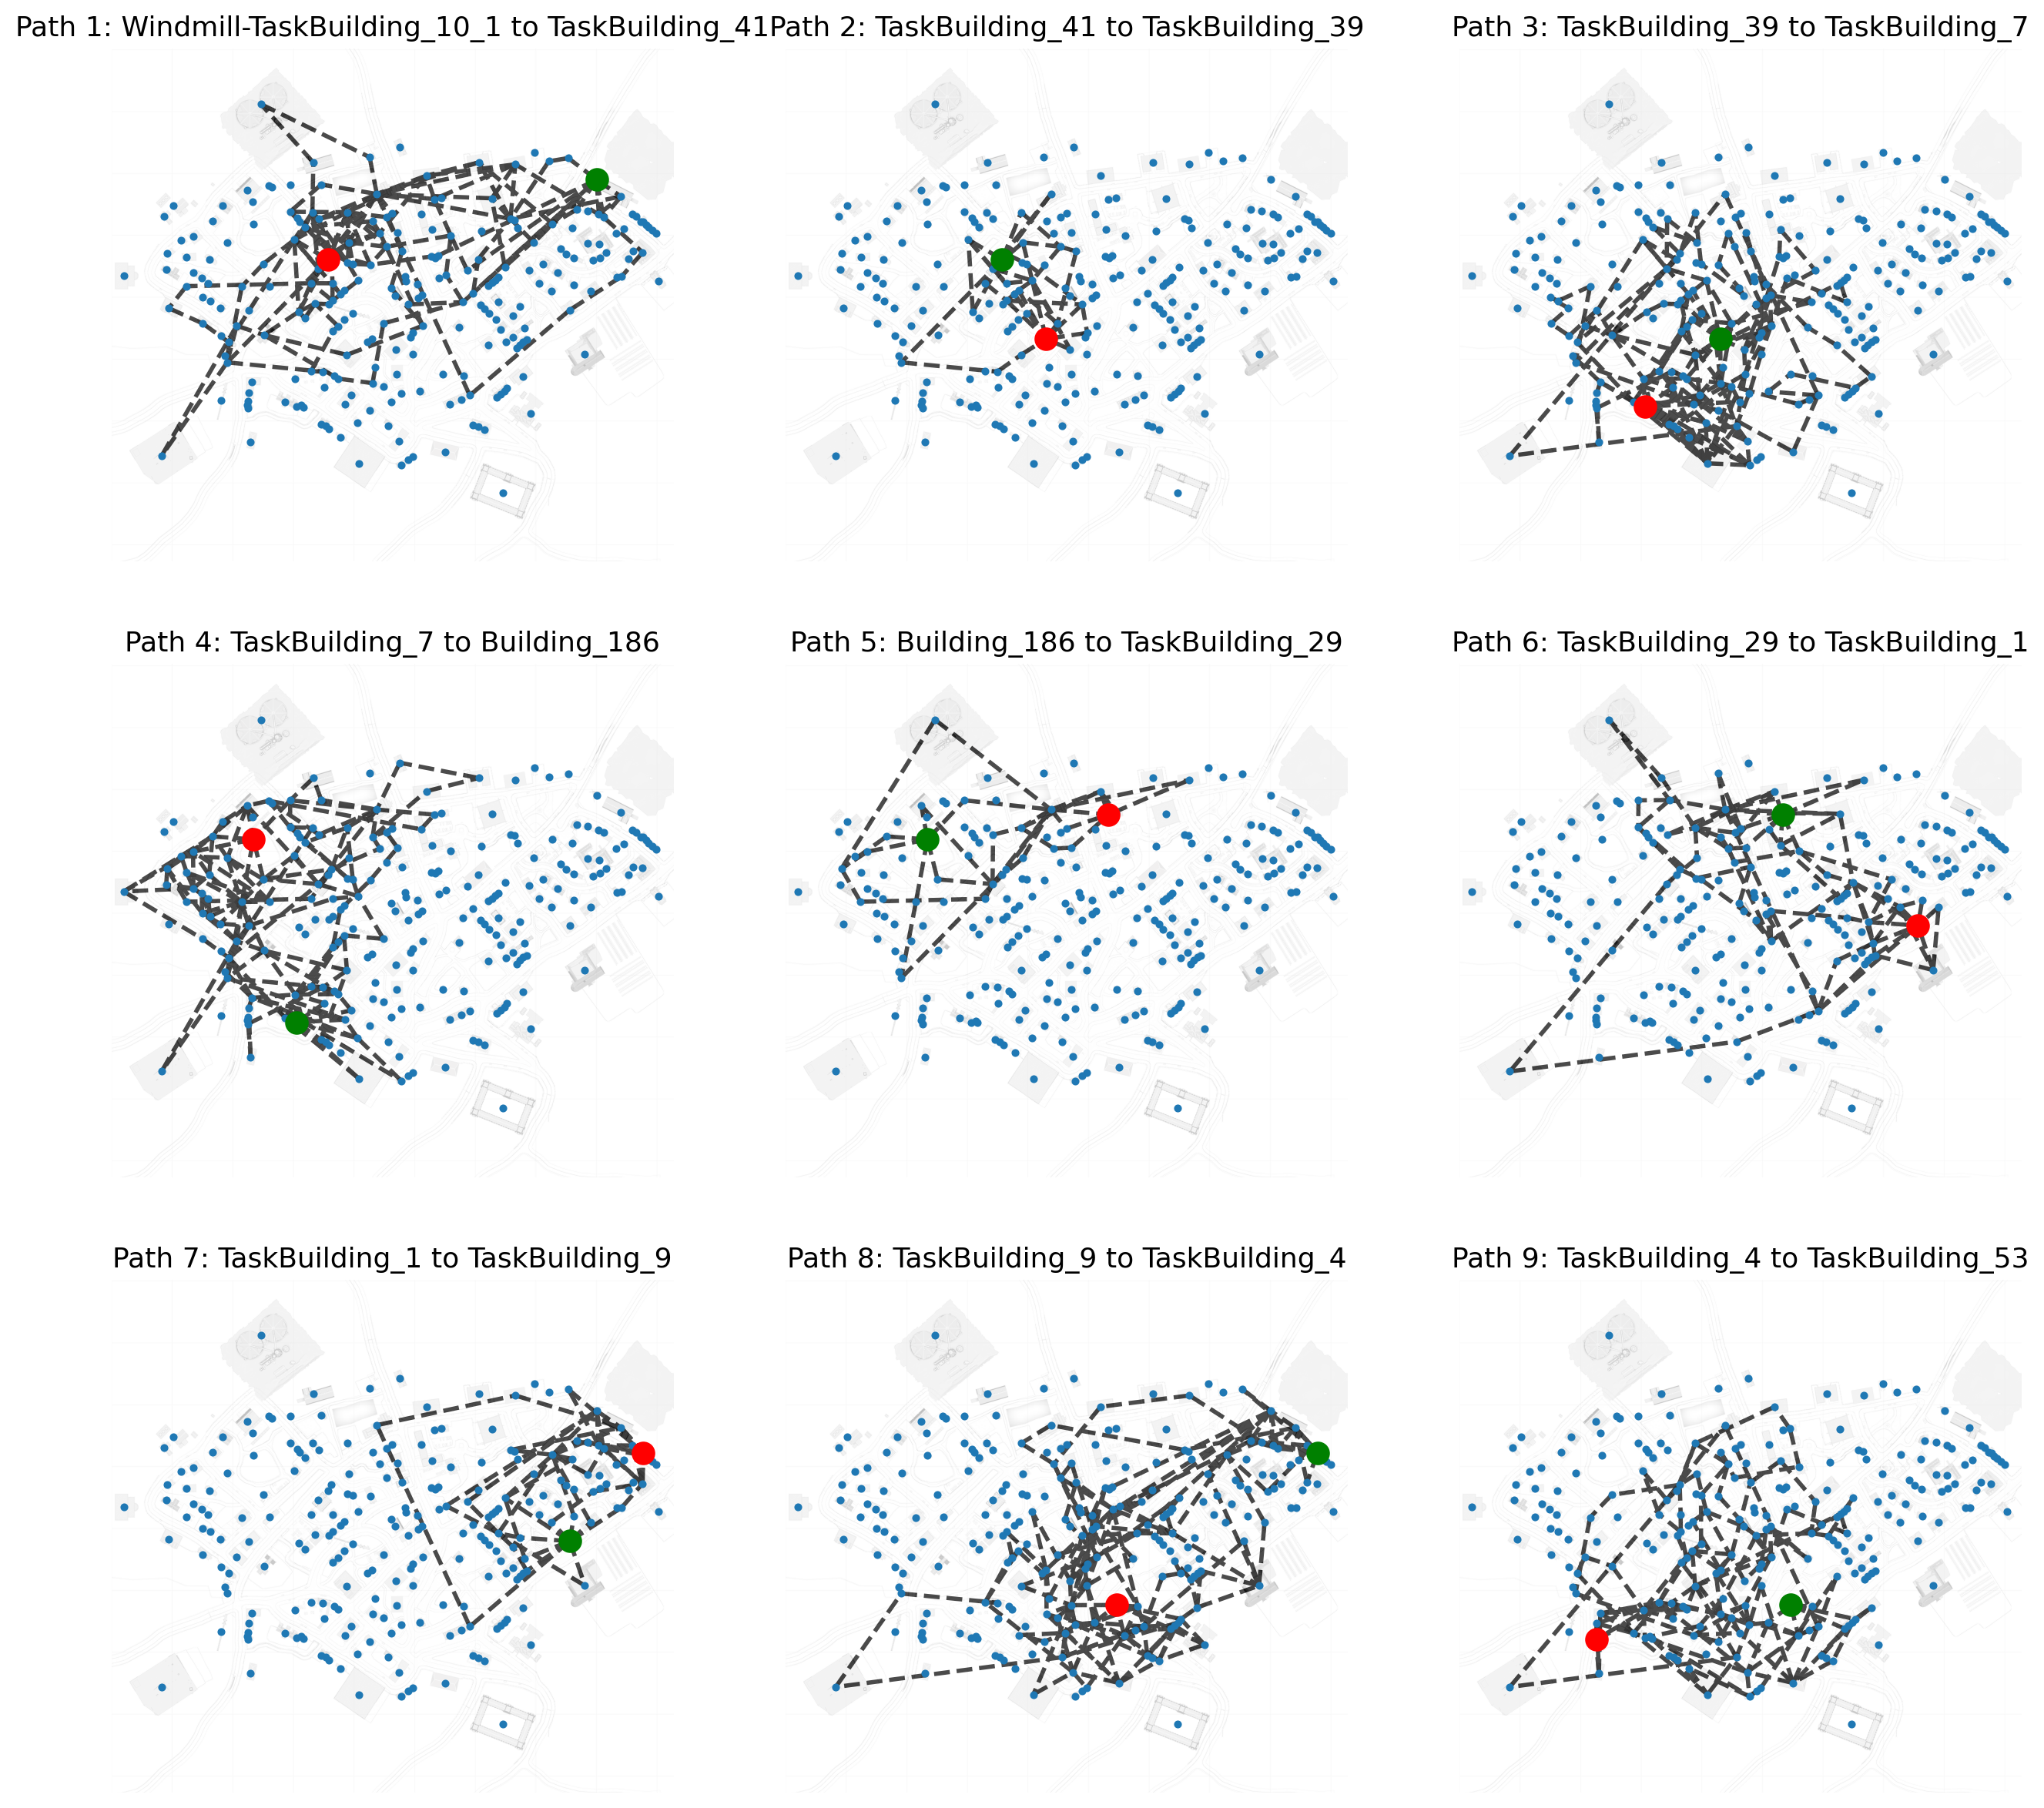 Path 1: Windmill-TaskBuilding_10_1 to TaskBuilding_41
Path 2: TaskBuilding_41 to TaskBuilding_39
Path 3: TaskBuilding_39 to TaskBuilding_7
Path 4: TaskBuilding_7 to Building_186
Path 5: Building_186 to TaskBuilding_29
Path 6: TaskBuilding_29 to TaskBuilding_1
Path 7: TaskBuilding_1 to TaskBuilding_9
Path 8: TaskBuilding_9 to TaskBuilding_4
Path 9: TaskBuilding_4 to TaskBuilding_53